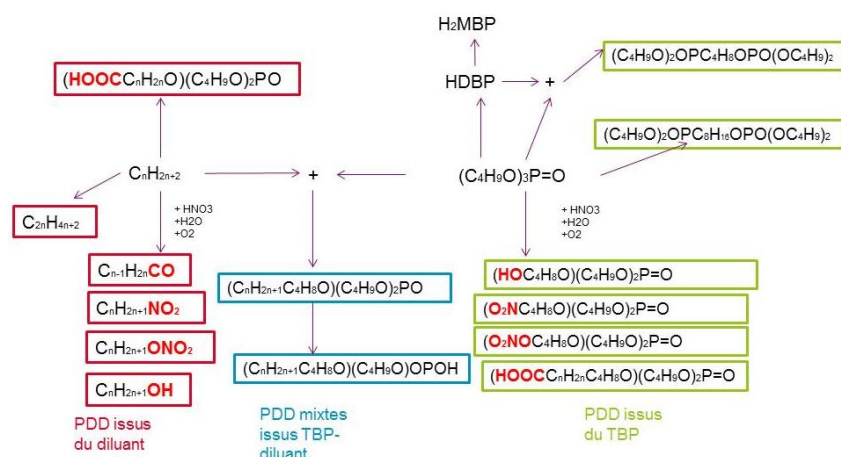 H₂MBP
(C₄H₉O)₂OPC₄H₈OPO(OC₄H₉)₂
(HOOCCₙH₂ₙO)(C₄H₉O)₂PO
HDBP
+
(C₄H₉O)₂OPC₈H₁₆OPO(OC₄H₉)₂
CₙH₂ₙ₊₂
+
(C₄H₉O)₃P=O
C₂ₙH₄ₙ₊₂
+ HNO3
+H2O
+O2
+ HNO3
+H2O
+O2
Cₙ₋₁H₂ₙCO
CₙH₂ₙ₊₁NO₂
CₙH₂ₙ₊₁ONO₂
CₙH₂ₙ₊₁OH
PDD issus
du diluant
(CₙH₂ₙ₊₁C₄H₈O)(C₄H₉O)₂PO
(CₙH₂ₙ₊₁C₄H₈O)(C₄H₉O)OPOH
PDD mixtes
issus TBP-
diluant
(HOC₄H₈O)(C₄H₉O)₂P=O
(O₂NC₄H₈O)(C₄H₉O)₂P=O
(O₂NOC₄H₈O)(C₄H₉O)₂P=O
(HOOCCₙH₂ₙC₄H₈O)(C₄H₉O)₂P=O
PDD issus
du TBP